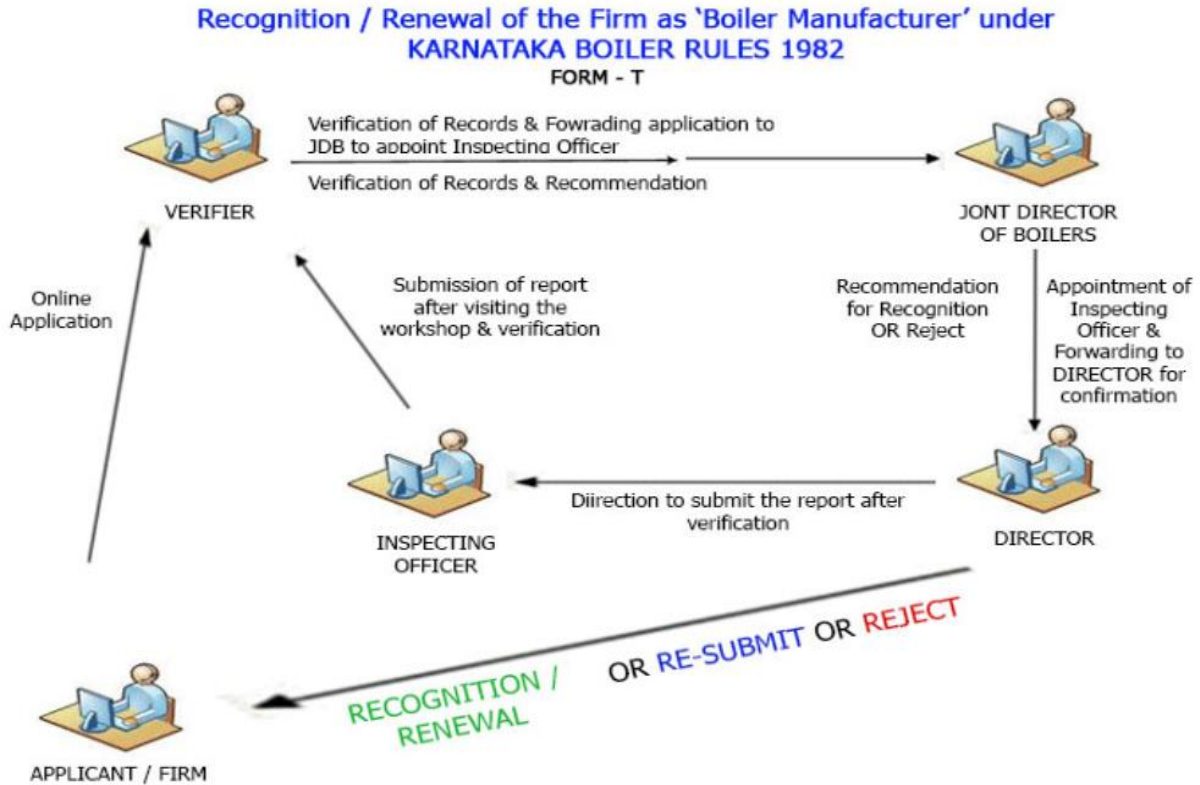 Recognition / Renewal of the Firm as ‘Boiler Manufacturer’ under
KARNATAKA BOILER RULES 1982
FORM - T
Verification of Records & Fowrading application to
JDB to appoint Inspecting Officer
Verification of Records & Recommendation
VERIFIER
JONT DIRECTOR
OF BOILERS
Online
Application
Submission of report
after visiting the
workshop & verification
Recommendation
for Recognition
OR Reject
Appointment of
Inspecting
Officer &
Forwarding to
DIRECTOR for
confirmation
INSPECTING
OFFICER
Diirection to submit the report after
verification
DIRECTOR
RECOGNITION /
RENEWAL
OR RE-SUBMIT OR REJECT
APPLICANT / FIRM